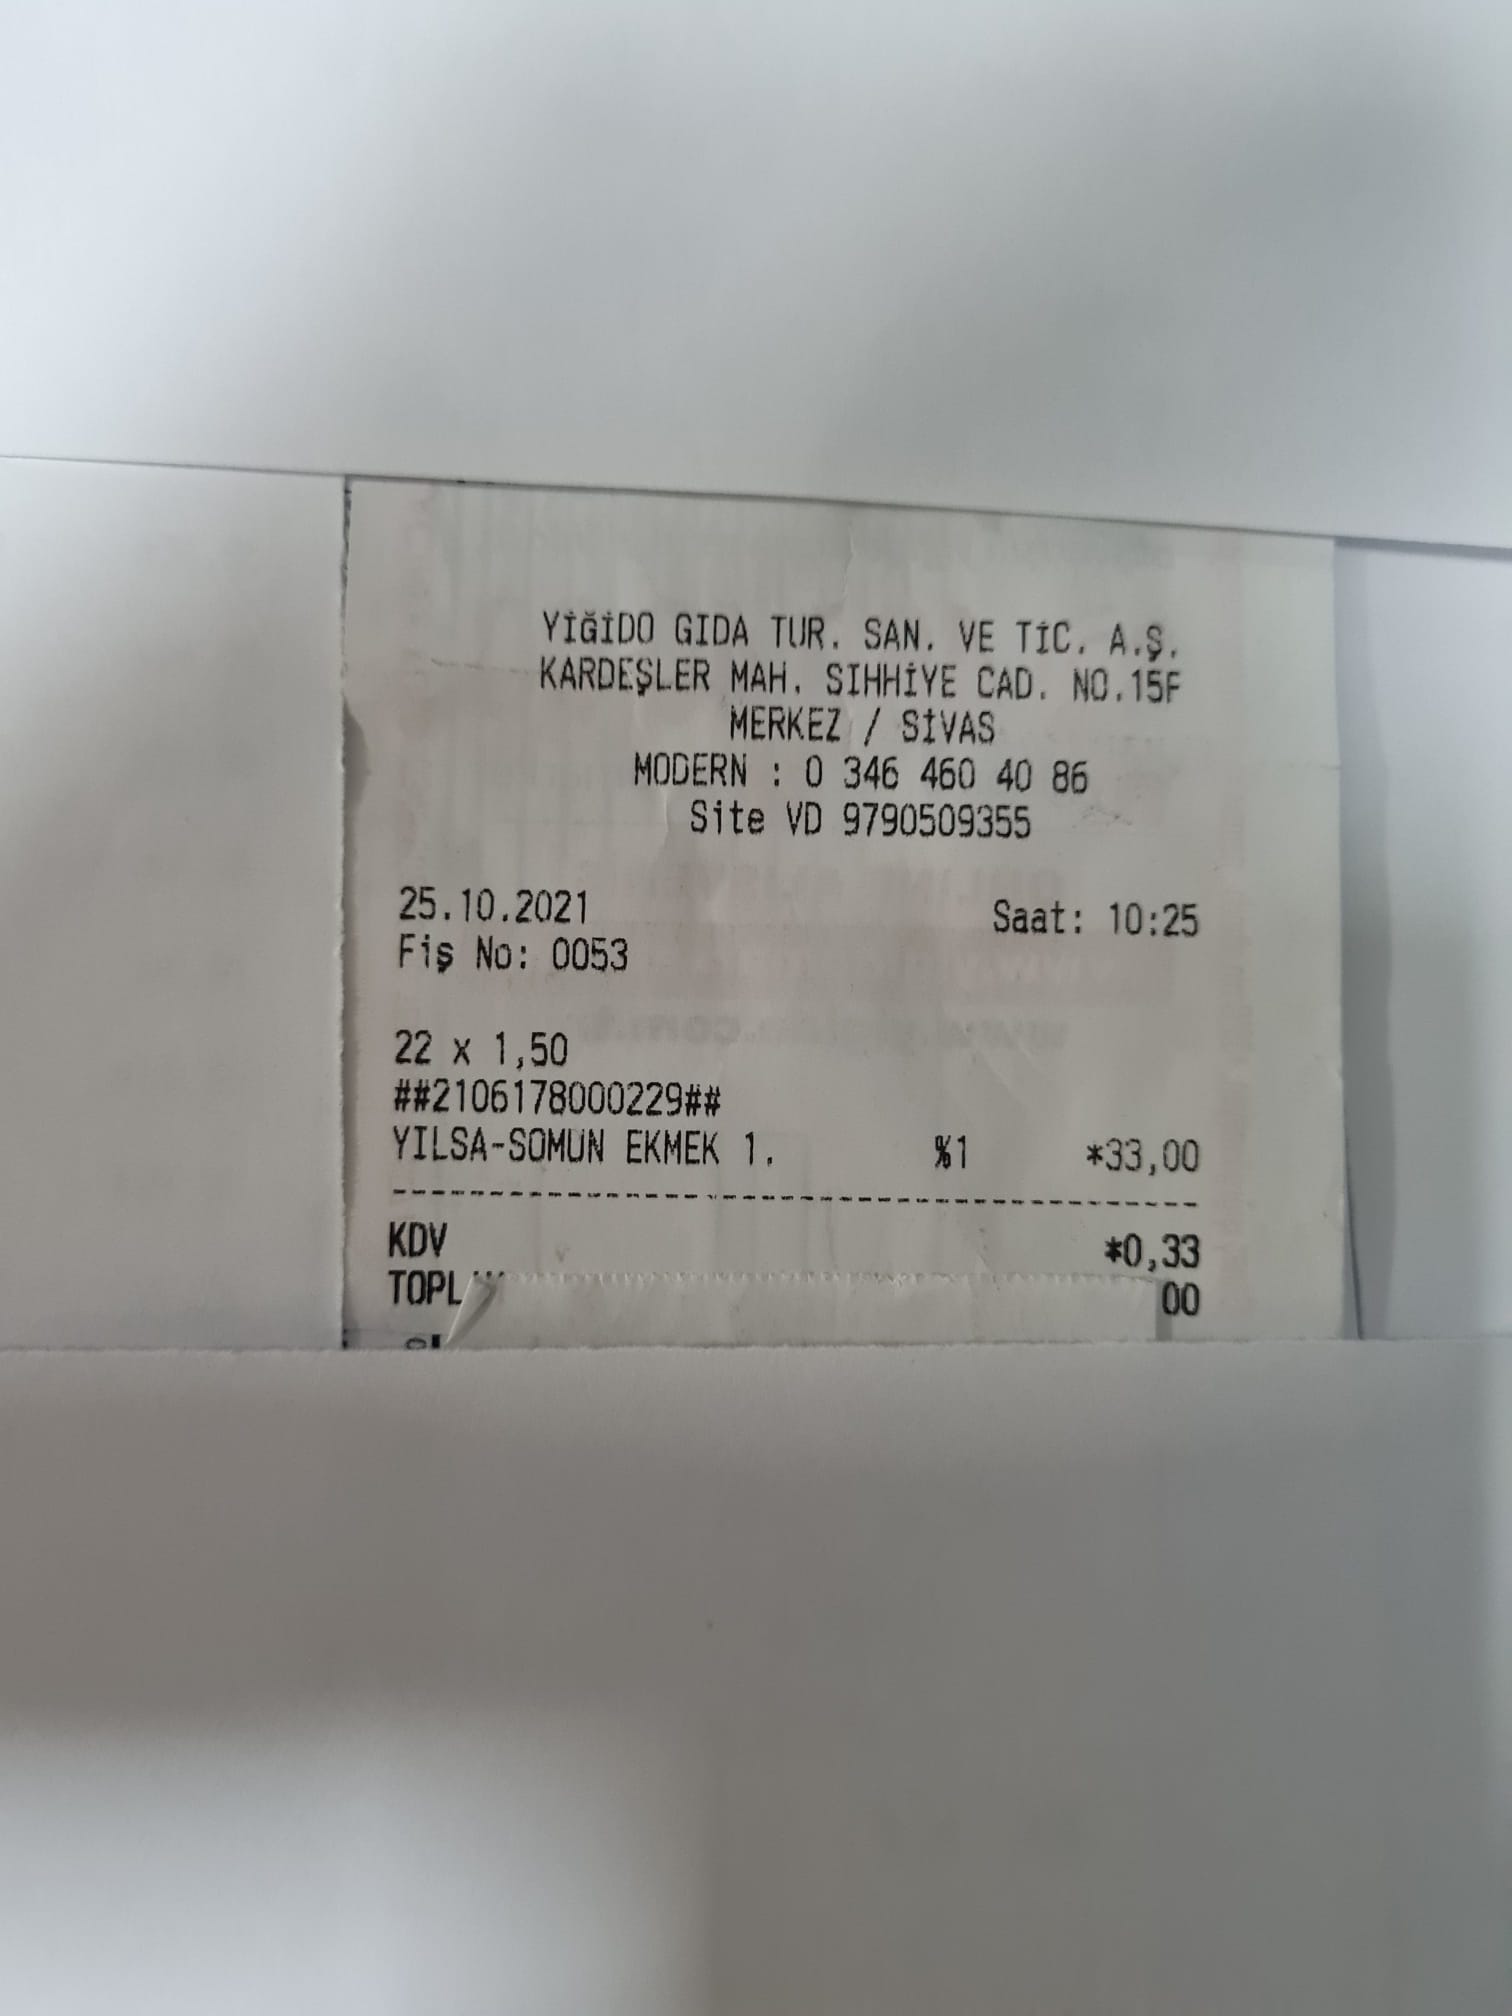 YİĞİDO GIDA TUR. SAN. VE TİC. A.Ş.
KARDEŞLER MAH. SIHHİYE CAD. NO.15F
MERKEZ / SİVAS
MODERN : 0 346 460 40 86
Site VD 9790509355
25.10.2021 Saat: 10:25
Fiş No: 0053
22 x 1,50
##2106178000229##
YILSA-SOMUN EKMEK 1. %1 *33,00
KDV *0,33
TOPL 00